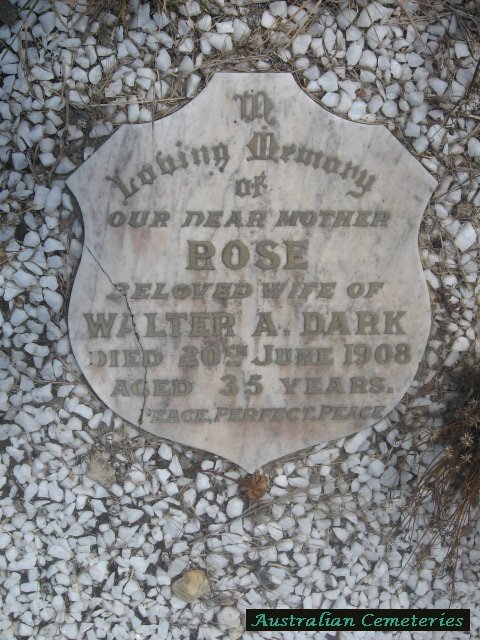 In
Loving Memory
of
OUR DEAR MOTHER
ROSE
BELOVED WIFE OF
WALTER A. DARK
DIED 20TH JUNE 1908
AGED 35 YEARS.
PEACE, PERFECT, PEACE
Australian Cemeteries